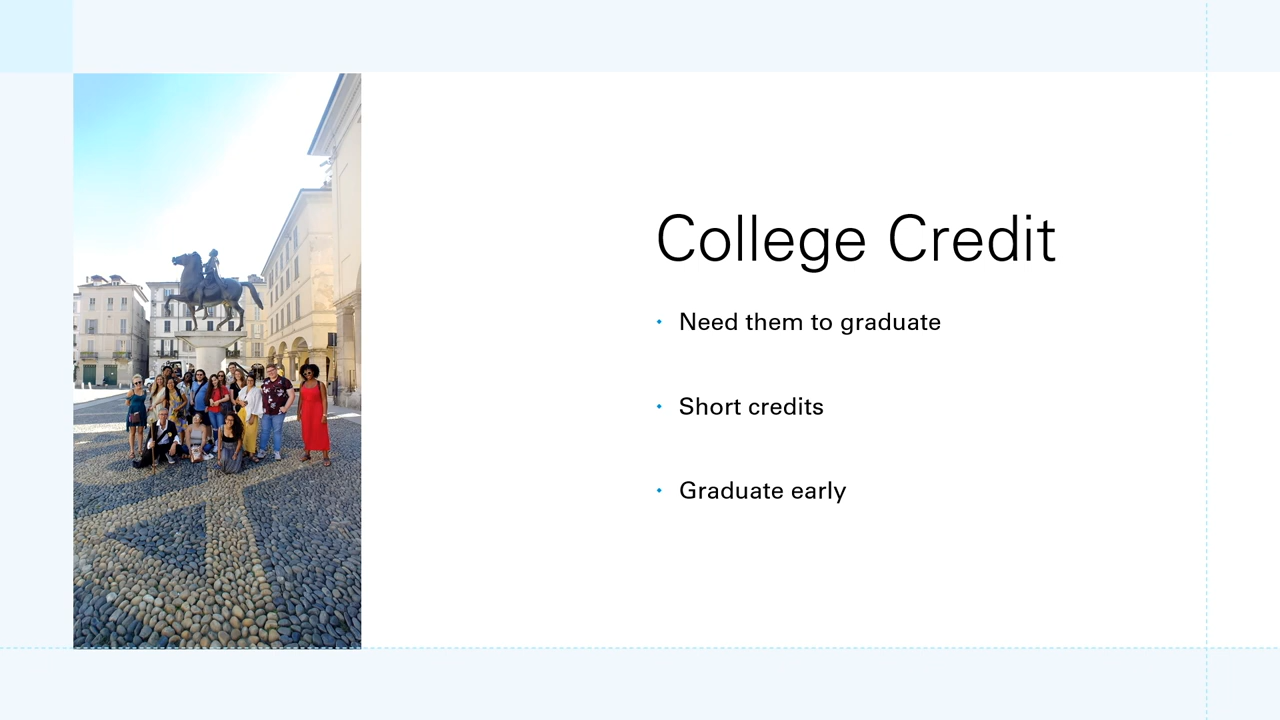 College Credit
Need them to graduate
Short credits
Graduate early